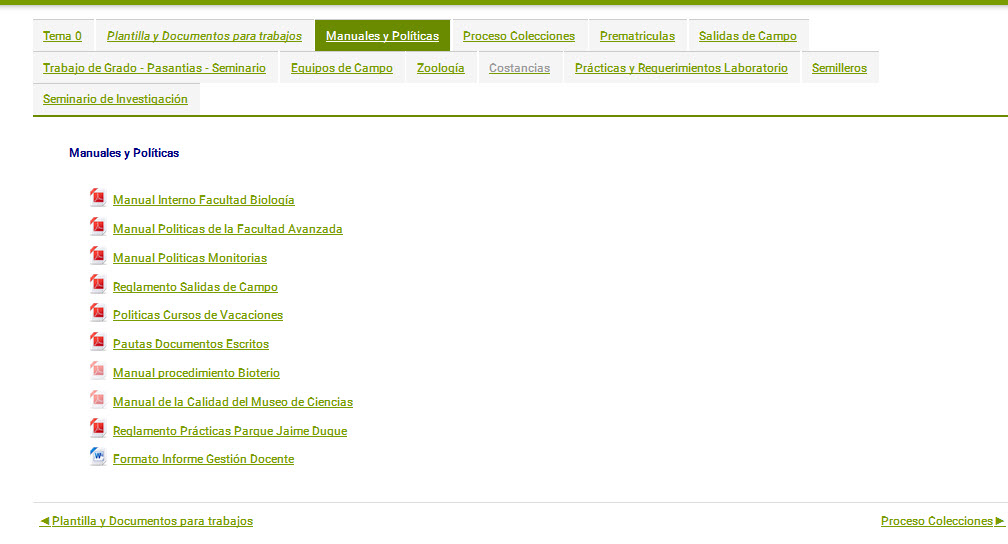 Tema 0 Plantilla y Documentos para trabajos Manuales y Políticas Proceso Colecciones Prematriculas Salidas de Campo
Trabajo de Grado - Pasantias - Seminario Equipos de Campo Zoología Costancias Prácticas y Requerimientos Laboratorio Semilleros
Seminario de Investigación
Manuales y Políticas
Manual Interno Facultad Biología
Manual Politicas de la Facultad Avanzada
Manual Politicas Monitorias
Reglamento Salidas de Campo
Politicas Cursos de Vacaciones
Pautas Documentos Escritos
Manual procedimiento Bioterio
Manual de la Calidad del Museo de Ciencias
Reglamento Prácticas Parque Jaime Duque
Formato Informe Gestión Docente
◄Plantilla y Documentos para trabajos Proceso Colecciones►